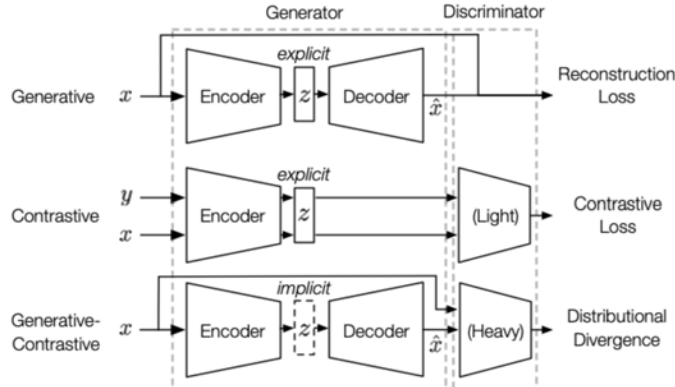 Generator Discriminator
explicit
Generative x Encoder z Decoder x̂ Reconstruction
Loss
explicit
y
Contrastive Encoder z (Light) Contrastive
x Loss
implicit
Generative-
Contrastive x Encoder z Decoder x̂ (Heavy) Distributional
Divergence